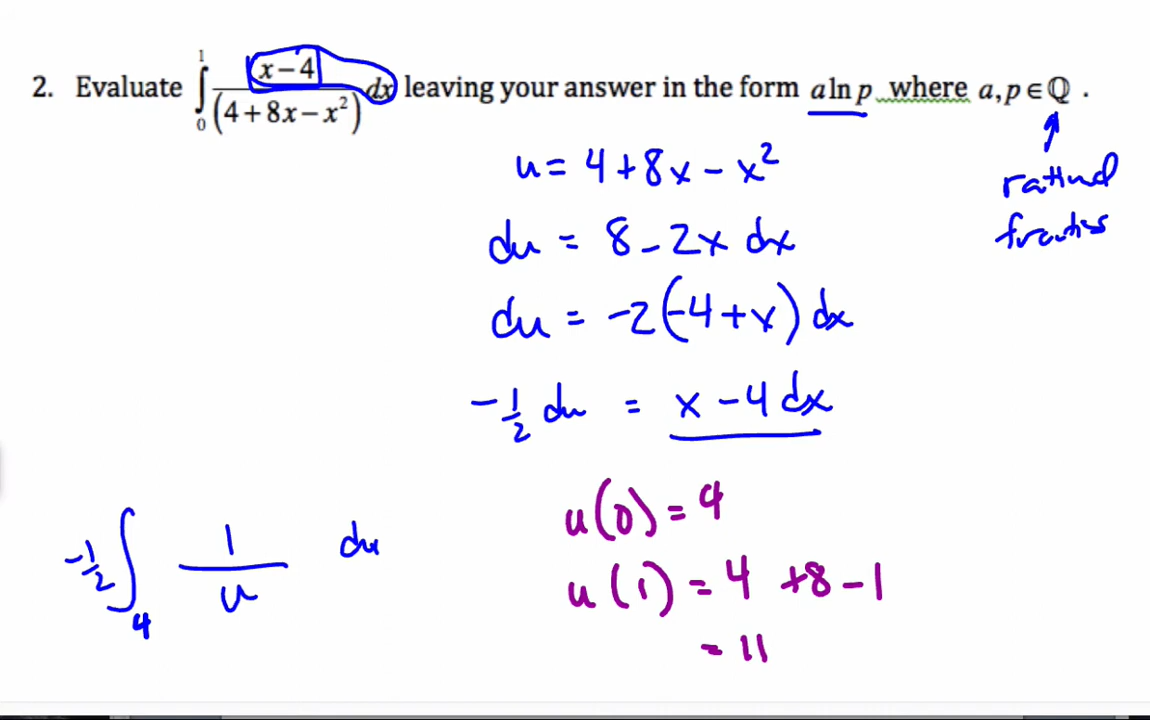 2. Evaluate ∫₀¹ (x−4)/(4+8x−x²) dx leaving your answer in the form a ln p where a,p∈ℚ .
u = 4+8x−x²
rational
fractions
du = 8−2x dx
du = −2(−4+x) dx
−½ du = x−4 dx
u(0) = 4
−½ ∫₄ 1/u du
u(1) = 4 +8−1
= 11